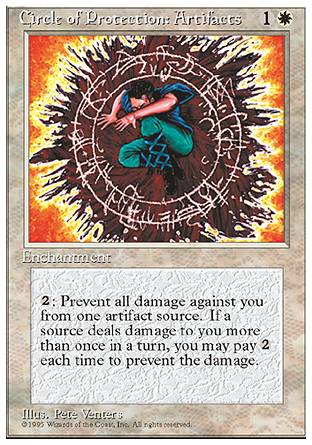 Circle of Protection: Artifacts 1
Enchantment
2: Prevent all damage against you
from one artifact source. If a
source deals damage to you more
than once in a turn, you may pay 2
each time to prevent the damage.
Illus. Pete Venters
©1995 Wizards of the Coast, Inc. All rights reserved.